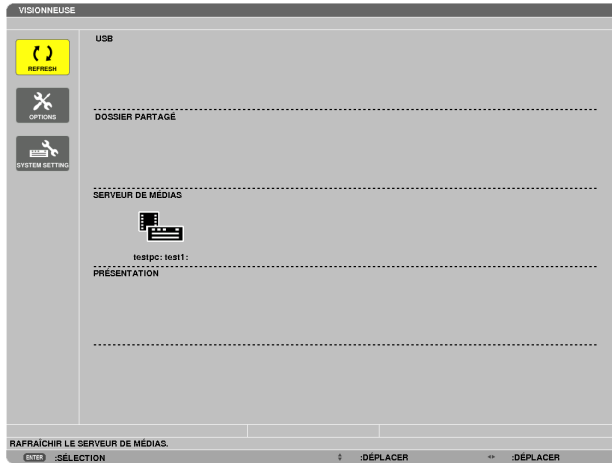 VISIONNEUSE
USB
REFRESH
OPTIONS
DOSSIER PARTAGÉ
SYSTEM SETTING
SERVEUR DE MÉDIAS
testpc: test1:
PRÉSENTATION
RAFRAÎCHIR LE SERVEUR DE MÉDIAS.
ENTER :SÉLECTION :DÉPLACER :DÉPLACER